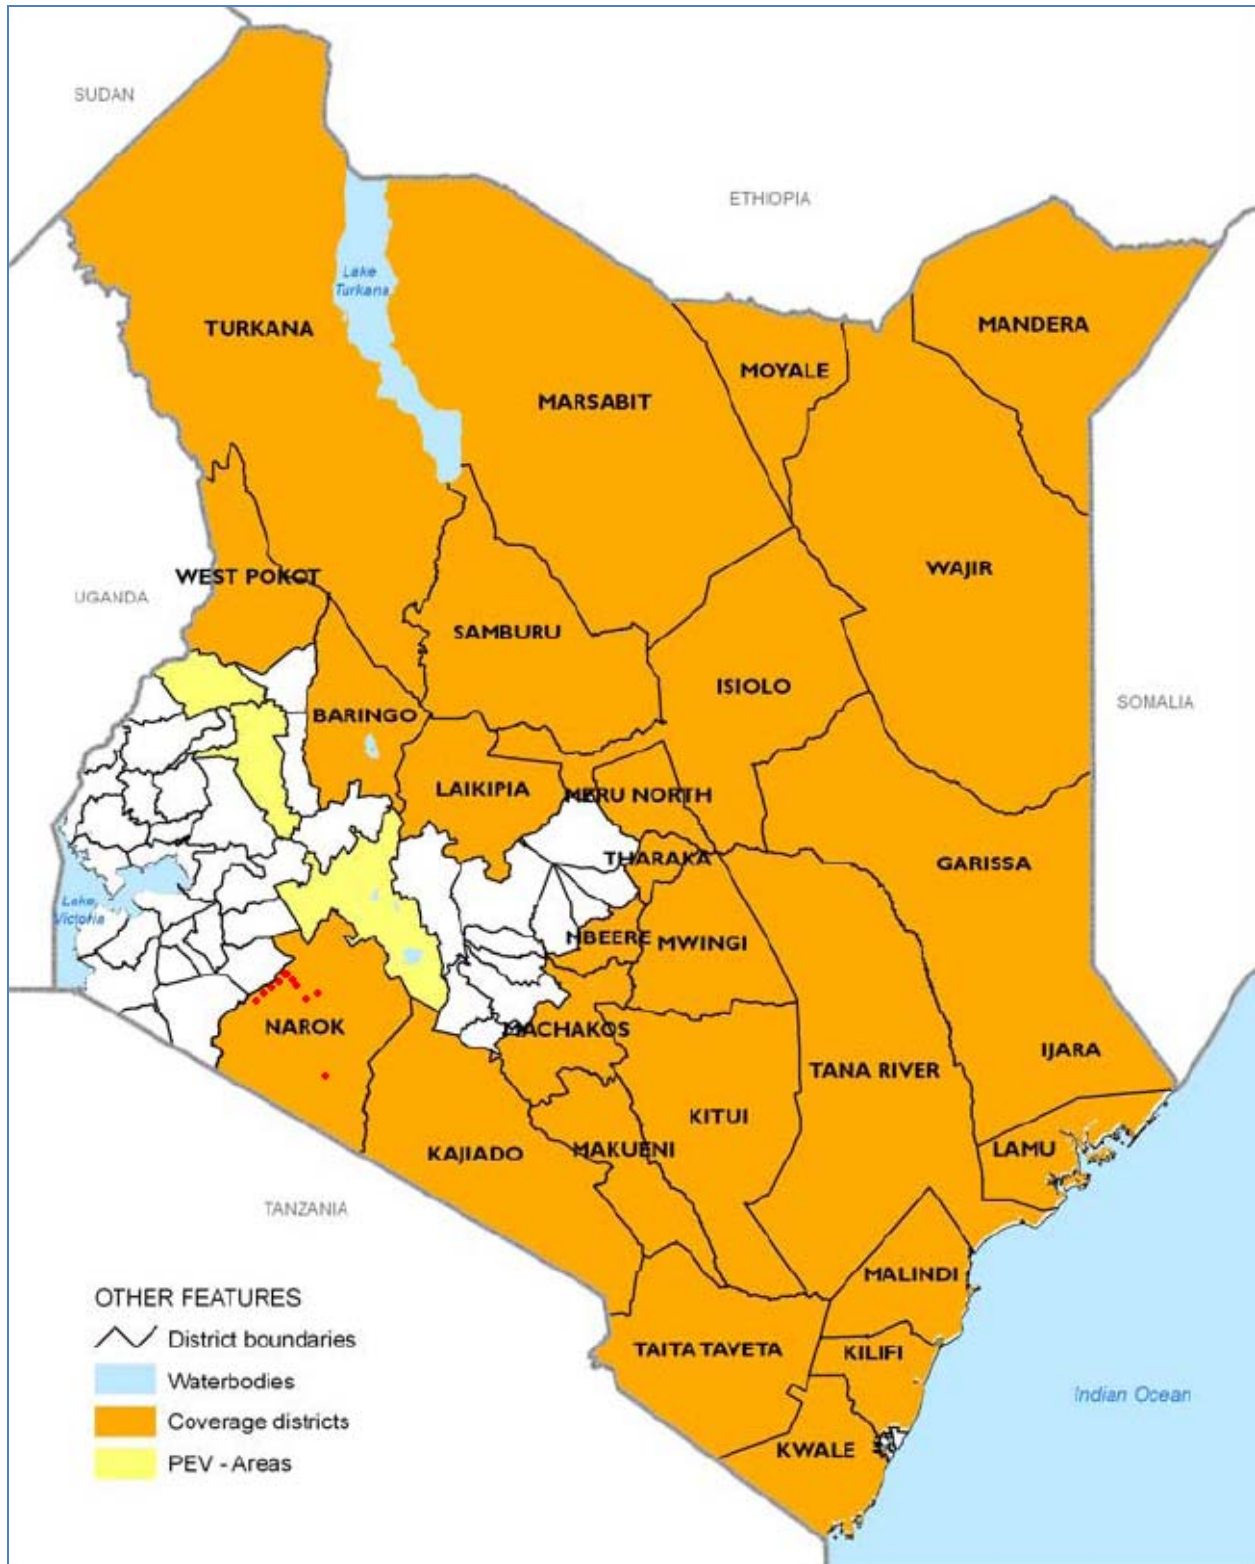 SUDAN
ETHIOPIA
Lake
Turkana
TURKANA
MANDERA
MOYALE
MARSABIT
WAJIR
WEST POKOT
UGANDA
SAMBURU
ISIOLO
SOMALIA
BARINGO
LAIKIPIA
MERU NORTH
THARAKA
GARISSA
Lake
Victoria
MBEERE
MWINGI
NAROK
MACHAKOS
IJARA
TANA RIVER
KITUI
MAKUENI
LAMU
KAJIADO
TANZANIA
MALINDI
OTHER FEATURES
District boundaries
TAITA TAVETA
KILIFI
Waterbodies
Indian Ocean
Coverage districts
KWALE
PEV - Areas